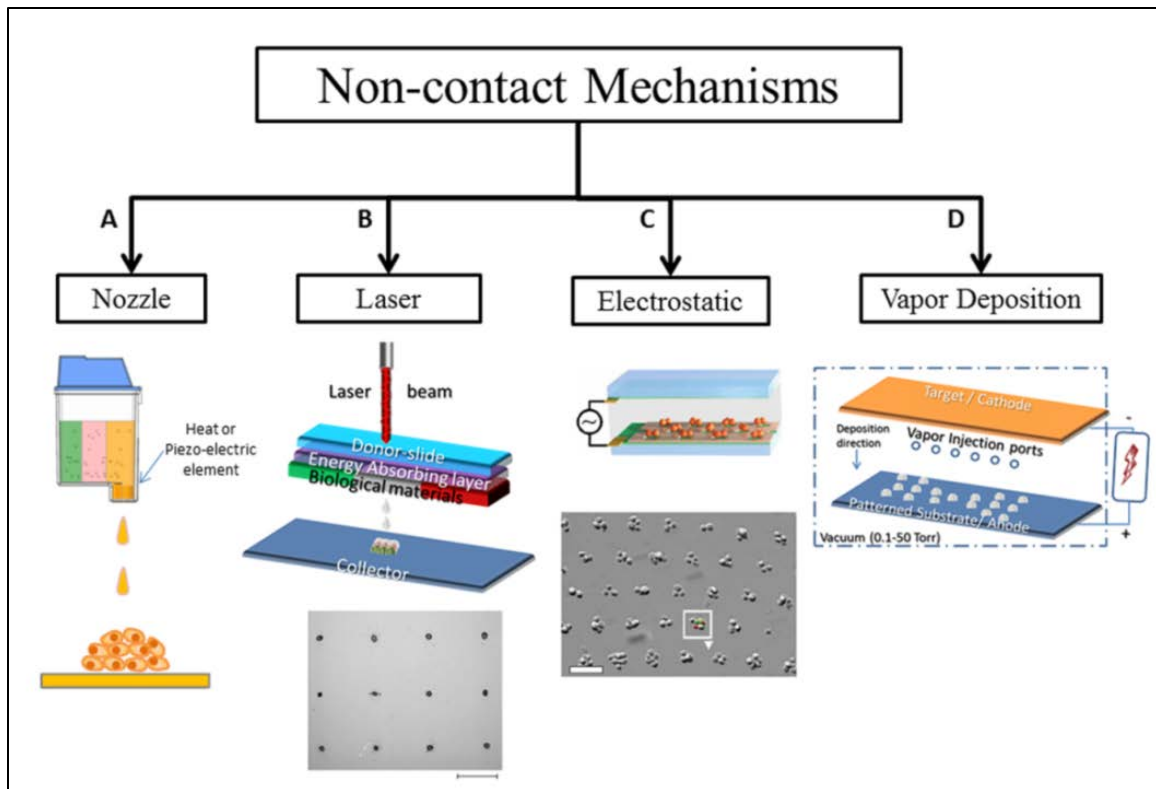 Non-contact Mechanisms
A
B
C
D
Nozzle
Laser
Electrostatic
Vapor Deposition
Heat or
Piezo-electric
element
Laser beam
Donor-slide
Energy Absorbing layer
Biological materials
Collector
Target / Cathode
-
Deposition
direction
Vapor Injection ports
Patterned Substrate/ Anode
+
Vacuum (0.1-50 Torr)